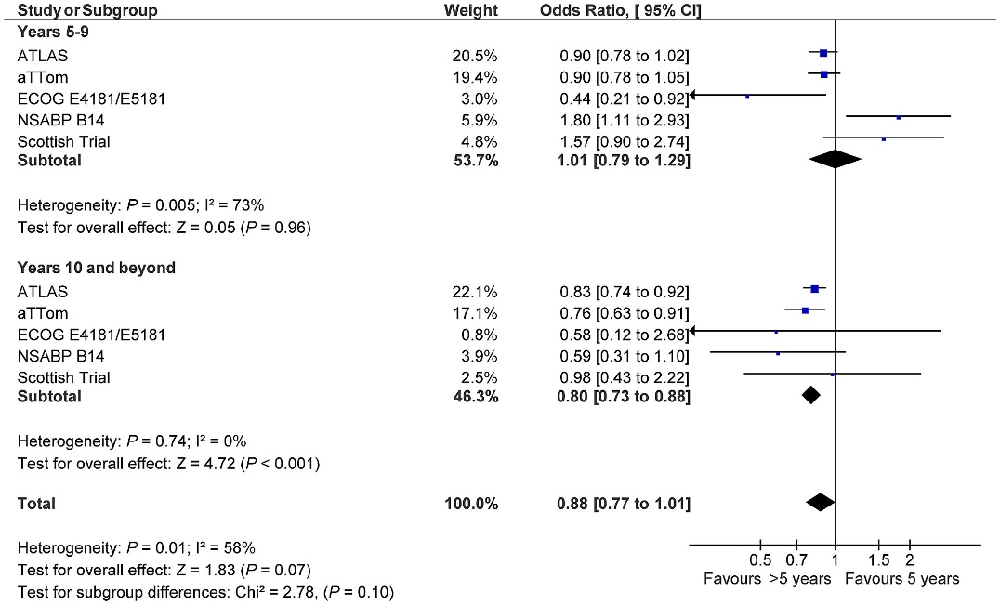 Study or Subgroup Weight Odds Ratio, [ 95% CI]
Years 5-9
ATLAS 20.5% 0.90 [0.78 to 1.02]
aTTom 19.4% 0.90 [0.78 to 1.05]
ECOG E4181/E5181 3.0% 0.44 [0.21 to 0.92]
NSABP B14 5.9% 1.80 [1.11 to 2.93]
Scottish Trial 4.8% 1.57 [0.90 to 2.74]
Subtotal 53.7% 1.01 [0.79 to 1.29]
Heterogeneity: P = 0.005; I² = 73%
Test for overall effect: Z = 0.05 (P = 0.96)
Years 10 and beyond
ATLAS 22.1% 0.83 [0.74 to 0.92]
aTTom 17.1% 0.76 [0.63 to 0.91]
ECOG E4181/E5181 0.8% 0.58 [0.12 to 2.68]
NSABP B14 3.9% 0.59 [0.31 to 1.10]
Scottish Trial 2.5% 0.98 [0.43 to 2.22]
Subtotal 46.3% 0.80 [0.73 to 0.88]
Heterogeneity: P = 0.74; I² = 0%
Test for overall effect: Z = 4.72 (P < 0.001)
Total 100.0% 0.88 [0.77 to 1.01]
Heterogeneity: P = 0.01; I² = 58%
Test for overall effect: Z = 1.83 (P = 0.07)
Test for subgroup differences: Chi² = 2.78, (P = 0.10)
0.5 0.7 1 1.5 2
Favours >5 years Favours 5 years